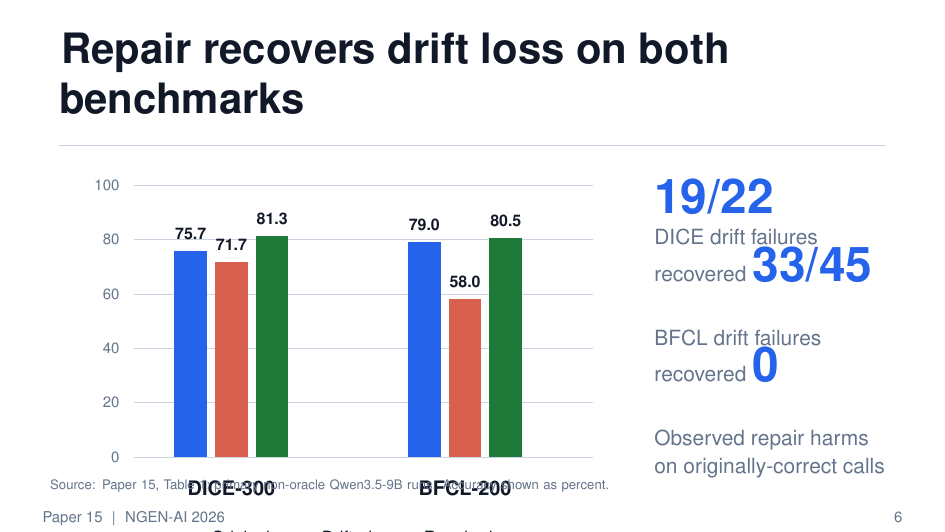 Repair recovers drift loss on both
benchmarks
100
80
60
40
20
0
75.7
71.7
81.3
79.0
58.0
80.5
DICE-300
BFCL-200
19/22
DICE drift failures
recovered 33/45
BFCL drift failures
recovered 0
Observed repair harms
on originally-correct calls
Source: Paper 15, Table primary non-oracle Qwen3.5-9B Accuracy shown as percent.
Paper 15 | NGEN-AI 2026
6